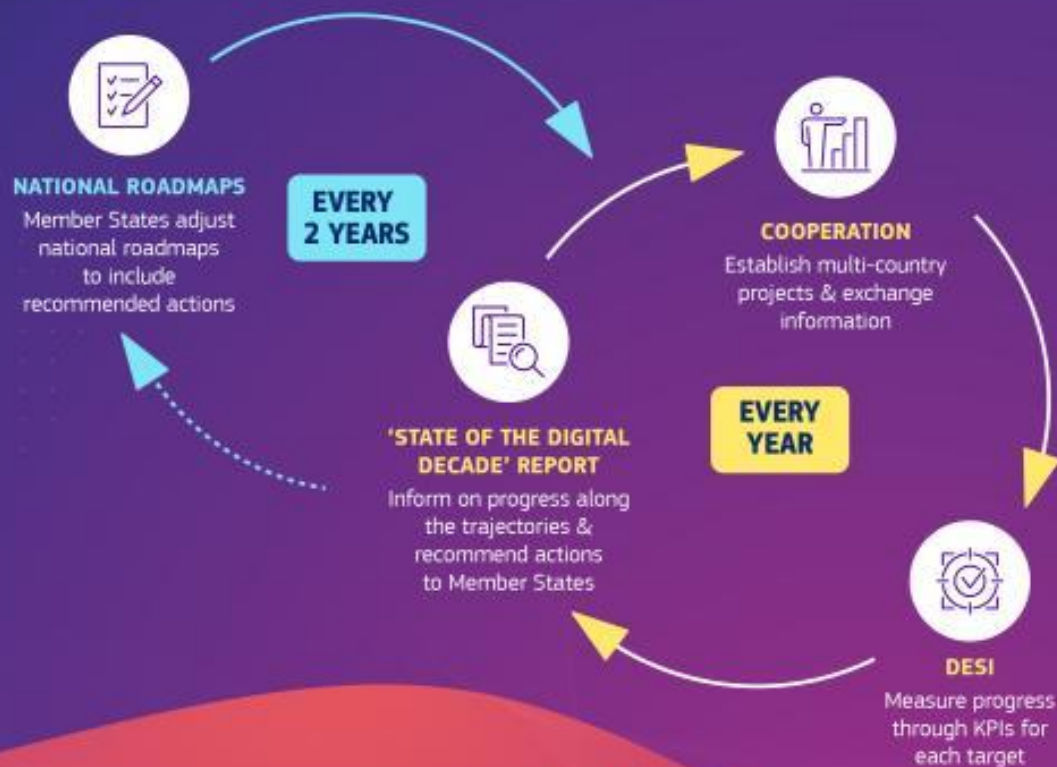 NATIONAL ROADMAPS
Member States adjust
national roadmaps
to include
recommended actions
EVERY
2 YEARS
COOPERATION
Establish multi-country
projects & exchange
information
'STATE OF THE DIGITAL
DECADE' REPORT
Inform on progress along
the trajectories &
recommend actions
to Member States
EVERY
YEAR
DESI
Measure progress
through KPIs for
each target